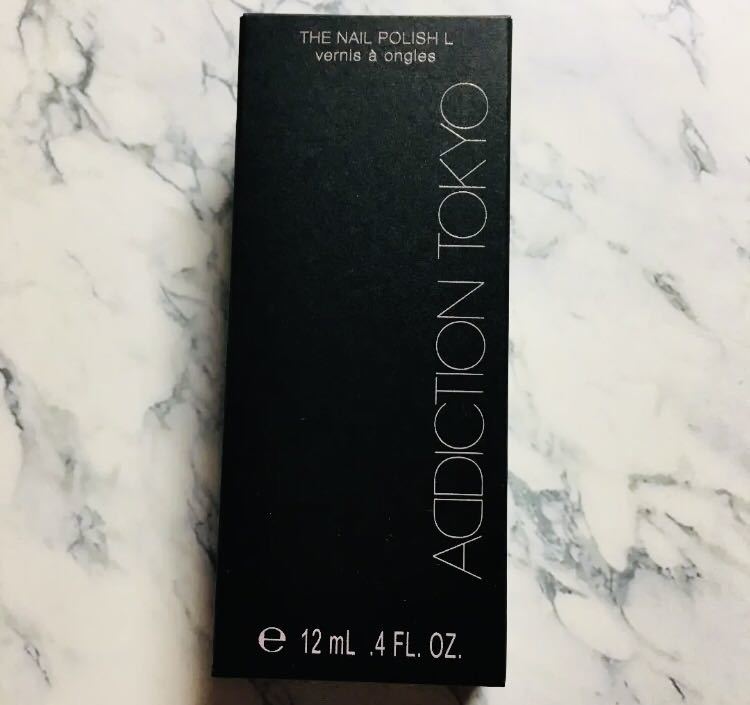 THE NAIL POLISH L
vernis à ongles
ADDICTION TOKYO
℮ 12 mL .4 FL. OZ.